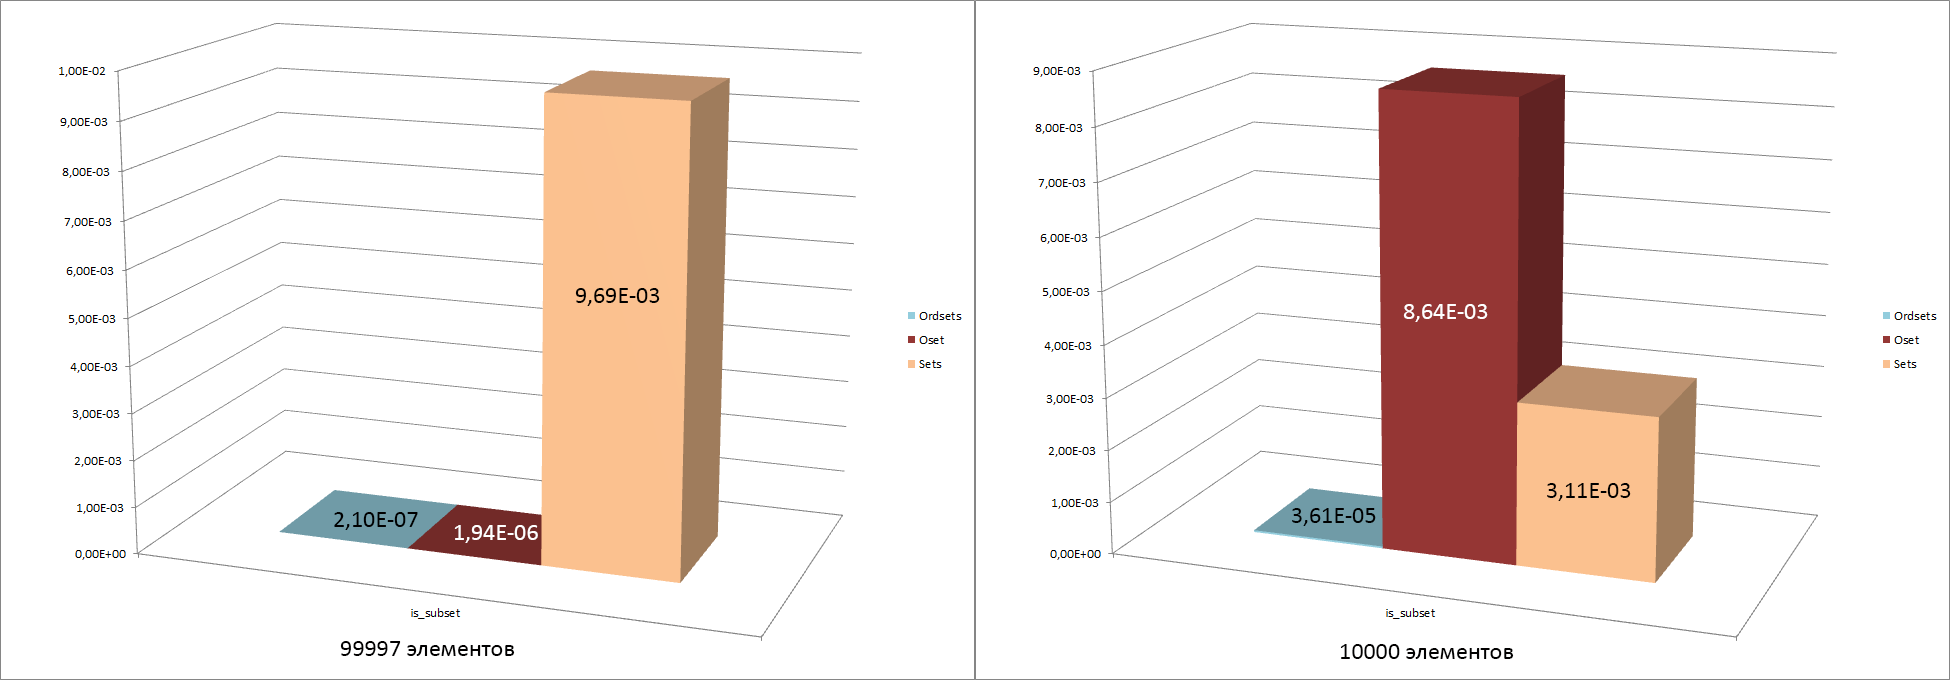 1,00E-02
9,00E-03
8,00E-03
7,00E-03
6,00E-03
5,00E-03
4,00E-03
3,00E-03
2,00E-03
1,00E-03
0,00E+00
9,69E-03
2,10E-07
1,94E-06
Ordsets
Oset
Sets
is_subset
99997 элементов
9,00E-03
8,00E-03
7,00E-03
6,00E-03
5,00E-03
4,00E-03
3,00E-03
2,00E-03
1,00E-03
0,00E+00
8,64E-03
3,11E-03
3,61E-05
Ordsets
Oset
Sets
is_subset
10000 элементов